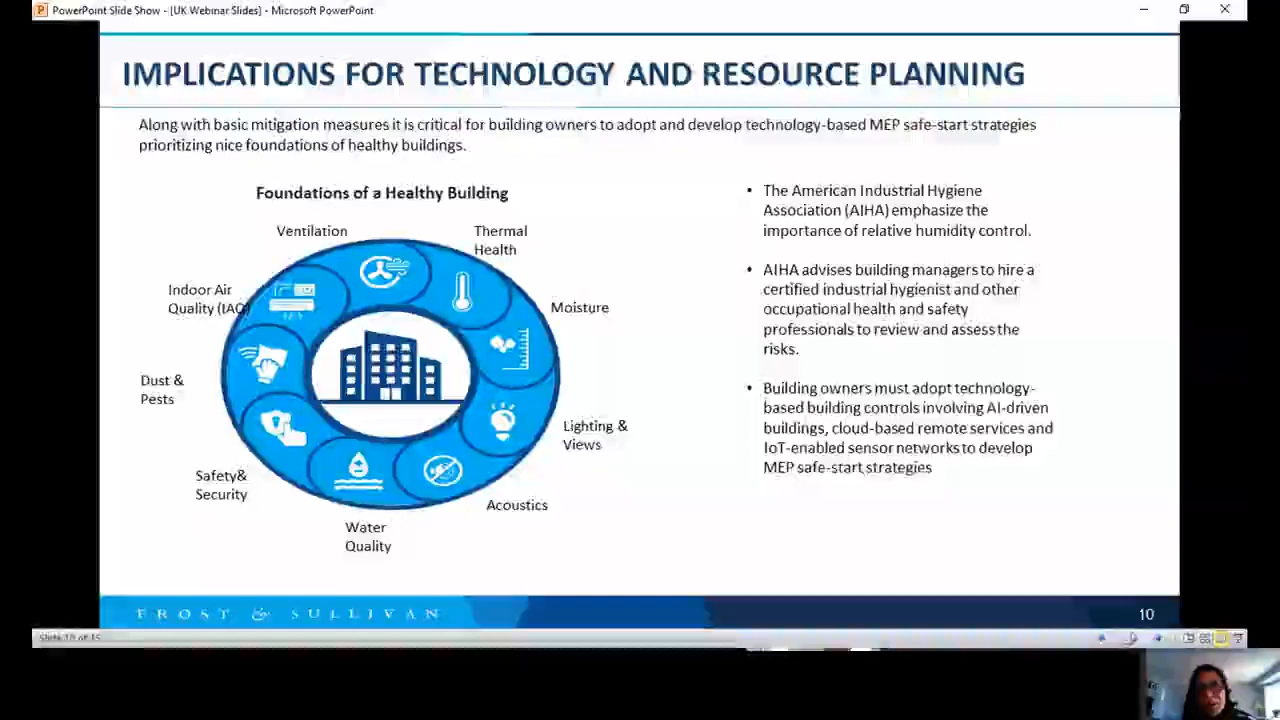 PowerPoint Slide Show - [UK Webinar Slides] - Microsoft PowerPoint
IMPLICATIONS FOR TECHNOLOGY AND RESOURCE PLANNING
Along with basic mitigation measures it is critical for building owners to adopt and develop technology-based MEP safe-start strategies
prioritizing nice foundations of healthy buildings.
Foundations of a Healthy Building
Ventilation
Thermal
Health
Indoor Air
Quality (IAQ)
Moisture
Dust &
Pests
Lighting &
Views
Safety&
Security
Acoustics
Water
Quality
• The American Industrial Hygiene
Association (AIHA) emphasize the
importance of relative humidity control.
• AIHA advises building managers to hire a
certified industrial hygienist and other
occupational health and safety
professionals to review and assess the
risks.
• Building owners must adopt technology-
based building controls involving AI-driven
buildings, cloud-based remote services and
IoT-enabled sensor networks to develop
MEP safe-start strategies
FROST & SULLIVAN
10
Slide 10 of 15